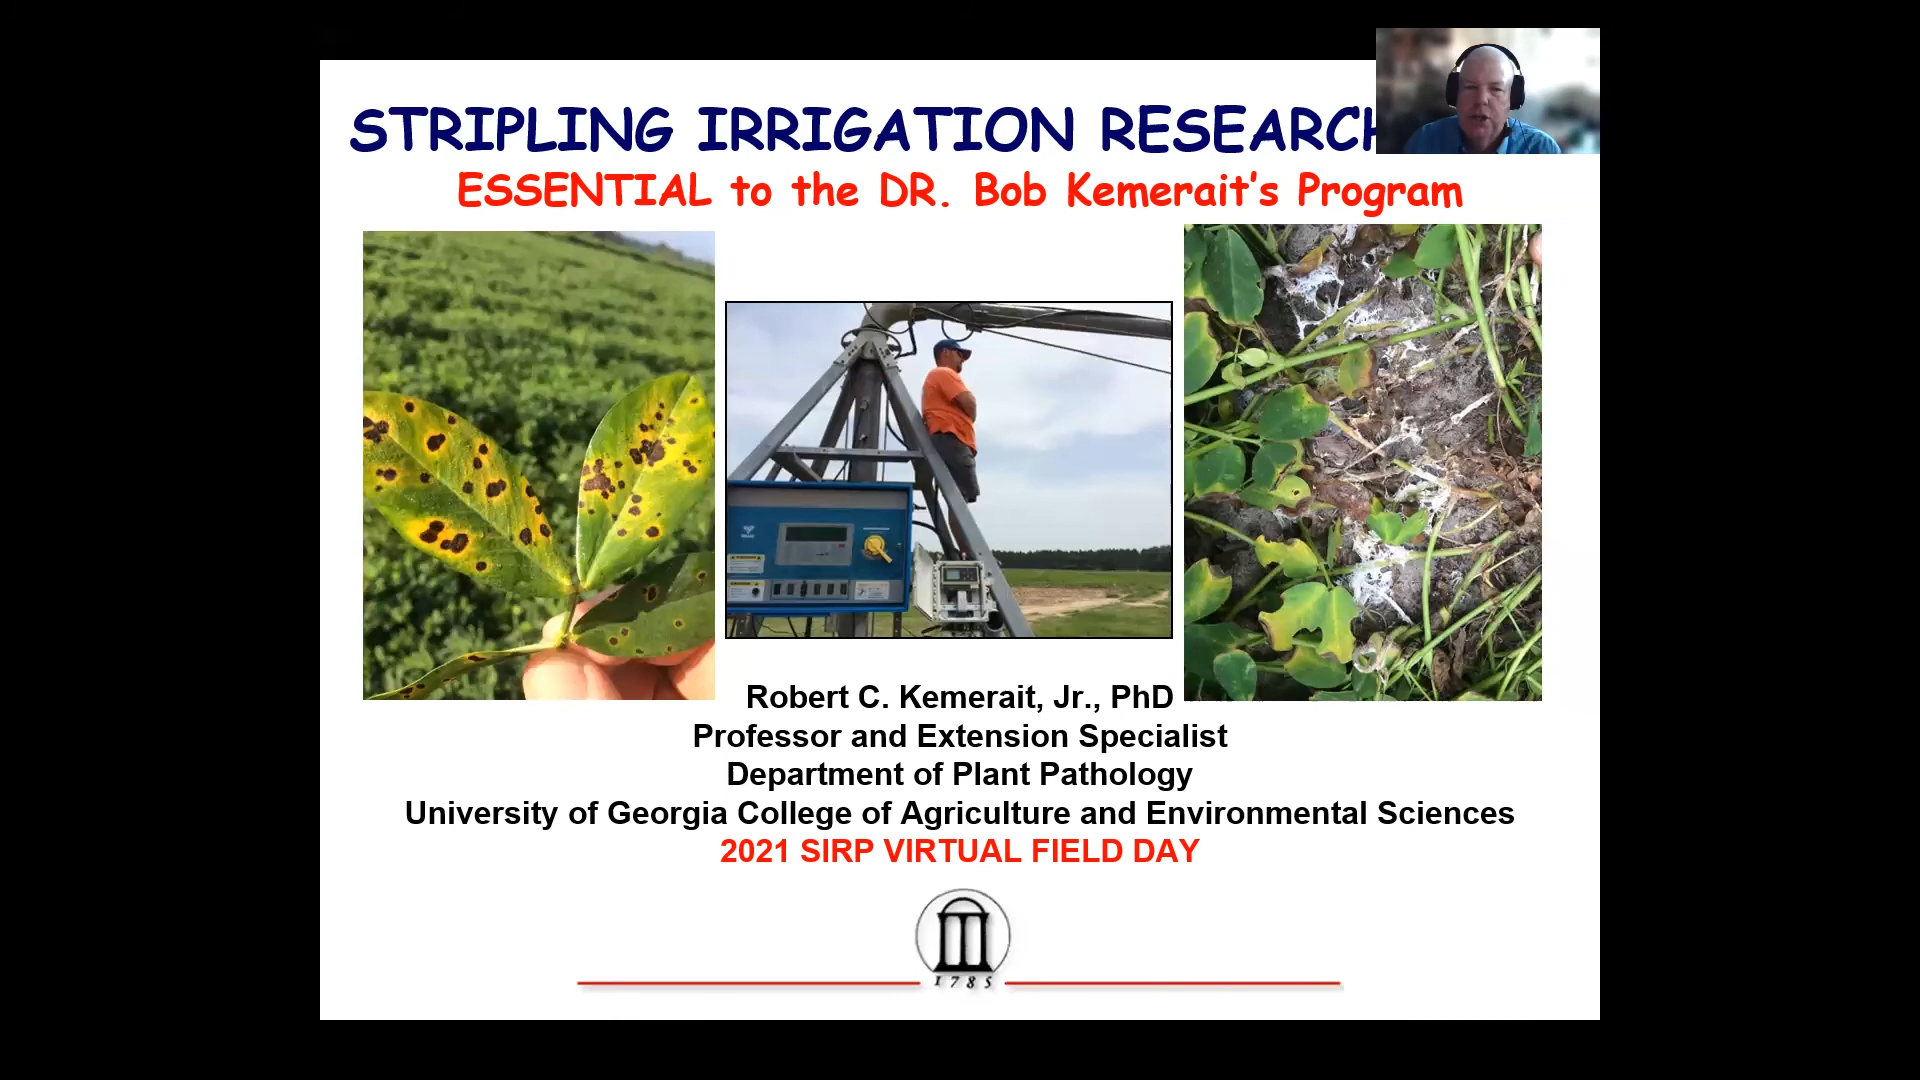 STRIPLING IRRIGATION RESEARCH
ESSENTIAL to the DR. Bob Kemerait's Program
Robert C. Kemerait, Jr., PhD
Professor and Extension Specialist
Department of Plant Pathology
University of Georgia College of Agriculture and Environmental Sciences
2021 SIRP VIRTUAL FIELD DAY
1785